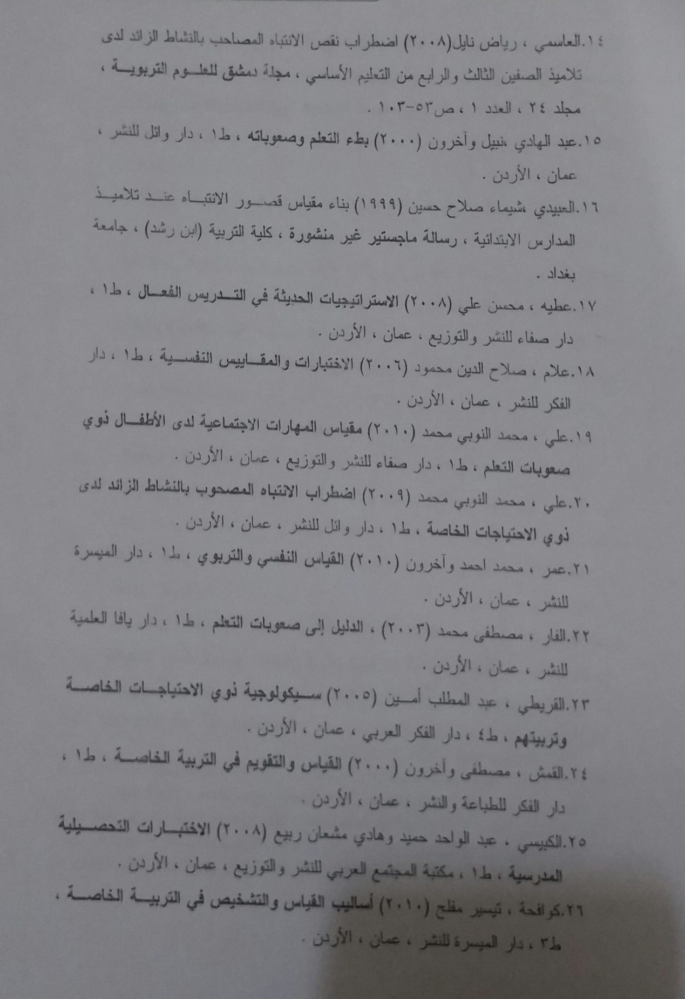 ١٤.العاسمي ، رياض نايل(٢٠٠٨) اضطراب نقص الانتباه المصاحب بالنشاط الزائد لدى
تلاميذ الصفين الثالث والرابع من التعليم الأساسي ، مجلة دمشق للعلوم التربوية ،
مجلد ٢٤ ، العدد ١ ، ص٥٣-١٠٣ .
١٥.عبد الهادي ،نبيل وآخرون (٢٠٠٠) بطء التعلم وصعوباته ، ط١ ، دار وائل للنشر ،
عمان ، الأردن .
١٦.العبيدي ،شيماء صلاح حسين (١٩٩٩) بناء مقياس قصور الانتباه عند تلاميذ
المدارس الابتدائية ، رسالة ماجستير غير منشورة ، كلية التربية (ابن رشد) ، جامعة
بغداد .
١٧.عطيه ، محسن علي (٢٠٠٨) الاستراتيجيات الحديثة في التدريس الفعال ، ط١ ،
دار صفاء للنشر والتوزيع ، عمان ، الأردن .
١٨.علام ، صلاح الدين محمود (٢٠٠٦) الاختبارات والمقاييس النفسية ، ط١ ، دار
الفكر للنشر ، عمان ، الأردن .
١٩.علي ، محمد النوبي محمد (٢٠١٠) مقياس المهارات الاجتماعية لدى الأطفال ذوي
صعوبات التعلم ، ط١ ، دار صفاء للنشر والتوزيع ، عمان ، الأردن .
٢٠.علي ، محمد النوبي محمد (٢٠٠٩) اضطراب الانتباه المصحوب بالنشاط الزائد لدى
ذوي الاحتياجات الخاصة ، ط١ ، دار وائل للنشر ، عمان ، الأردن .
٢١.عمر ، محمد احمد وآخرون (٢٠١٠) القياس النفسي والتربوي ، ط١ ، دار الميسرة
للنشر ، عمان ، الأردن .
٢٢.الفار ، مصطفى محمد (٢٠٠٣) ، الدليل إلى صعوبات التعلم ، ط١ ، دار يافا العلمية
للنشر ، عمان ، الأردن .
٢٣.القريطي ، عبد المطلب أمين (٢٠٠٥) سيكولوجية ذوي الاحتياجات الخاصة
وتربيتهم ، ط٤ ، دار الفكر العربي ، عمان ، الأردن .
٢٤.القمش ، مصطفى وآخرون (٢٠٠٠) القياس والتقويم في التربية الخاصة ، ط١ ،
دار الفكر للطباعة والنشر ، عمان ، الأردن .
٢٥.الكبيسي ، عبد الواحد حميد وهادي مشعان ربيع (٢٠٠٨) الاختبارات التحصيلية
المدرسية ، ط١ ، مكتبة المجتمع العربي للنشر والتوزيع ، عمان ، الأردن .
٢٦.كوافحة ، تيسير مفلح (٢٠١٠) أساليب القياس والتشخيص في التربية الخاصة ،
ط٣ ، دار الميسرة للنشر ، عمان ، الأردن .